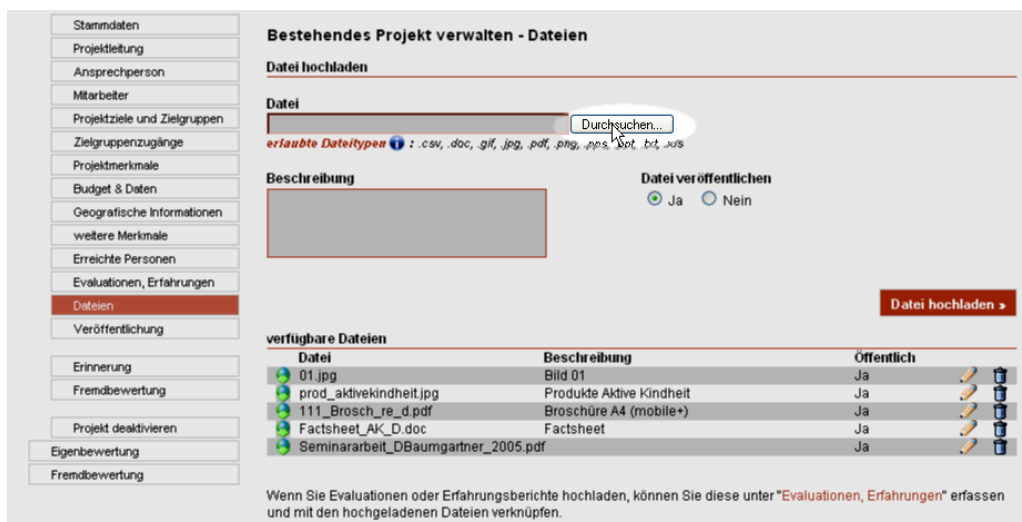 Stammdaten
Projektleitung
Ansprechperson
Mitarbeiter
Projektziele und Zielgruppen
Zielgruppenzugänge
Projektmerkmale
Budget & Daten
Geografische Informationen
weitere Merkmale
Erreichte Personen
Evaluationen, Erfahrungen
Dateien
Veröffentlichung
Erinnerung
Fremdbewertung
Projekt deaktivieren
Eigenbewertung
Fremdbewertung
Bestehendes Projekt verwalten - Dateien
Datei hochladen
Datei
Durchsuchen...
erlaubte Dateitypen : .csv, .doc, .gif, .jpg, .pdf, .png, .pps, .ppt, .txt, .xls
Beschreibung
Datei veröffentlichen
Ja Nein
Datei hochladen »
verfügbare Dateien
Datei Beschreibung Öffentlich
01.jpg Bild 01 Ja
prod_aktivekindheit.jpg Produkte Aktive Kindheit Ja
111_Brosch_re_d.pdf Broschüre A4 (mobile+) Ja
Factsheet_AK_D.doc Factsheet Ja
Seminararbeit_DBaumgartner_2005.pdf Ja
Wenn Sie Evaluationen oder Erfahrungsberichte hochladen, können Sie diese unter "Evaluationen, Erfahrungen" erfassen
und mit den hochgeladenen Dateien verknüpfen.